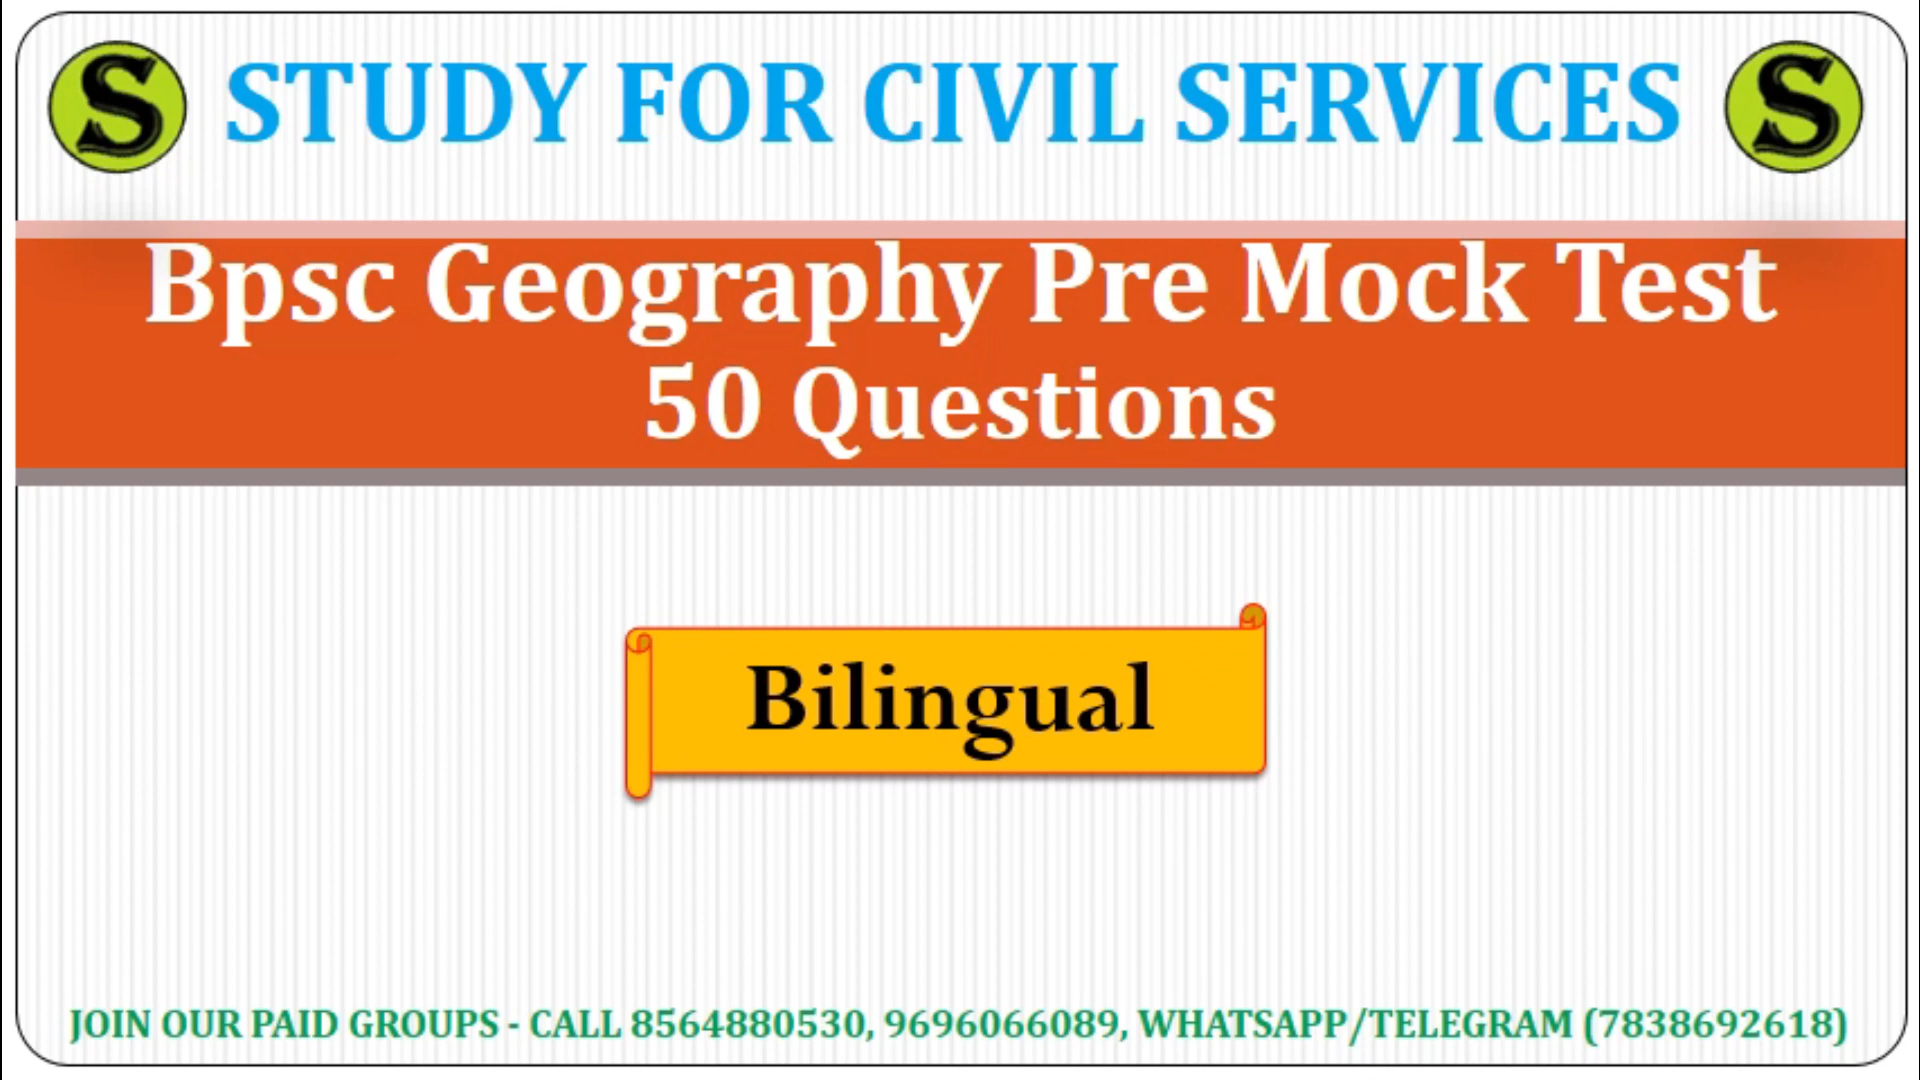 S STUDY FOR CIVIL SERVICES S
Bpsc Geography Pre Mock Test
50 Questions
Bilingual
JOIN OUR PAID GROUPS - CALL 8564880530, 9696066089, WHATSAPP/TELEGRAM (7838692618)